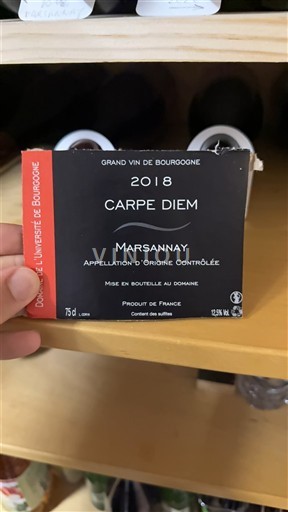 GRAND VIN DE BOURGOGNE
2018
CARPE DIEM
MARSANNAY
APPELLATION D'ORIGINE CONTRÔLÉE
MISE EN BOUTEILLE AU DOMAINE
PRODUIT DE FRANCE
75 cl
Contient des sulfites
12,5% Vol.
DOMAINE DE L'UNIVERSITÉ DE BOURGOGNE
VINIOU